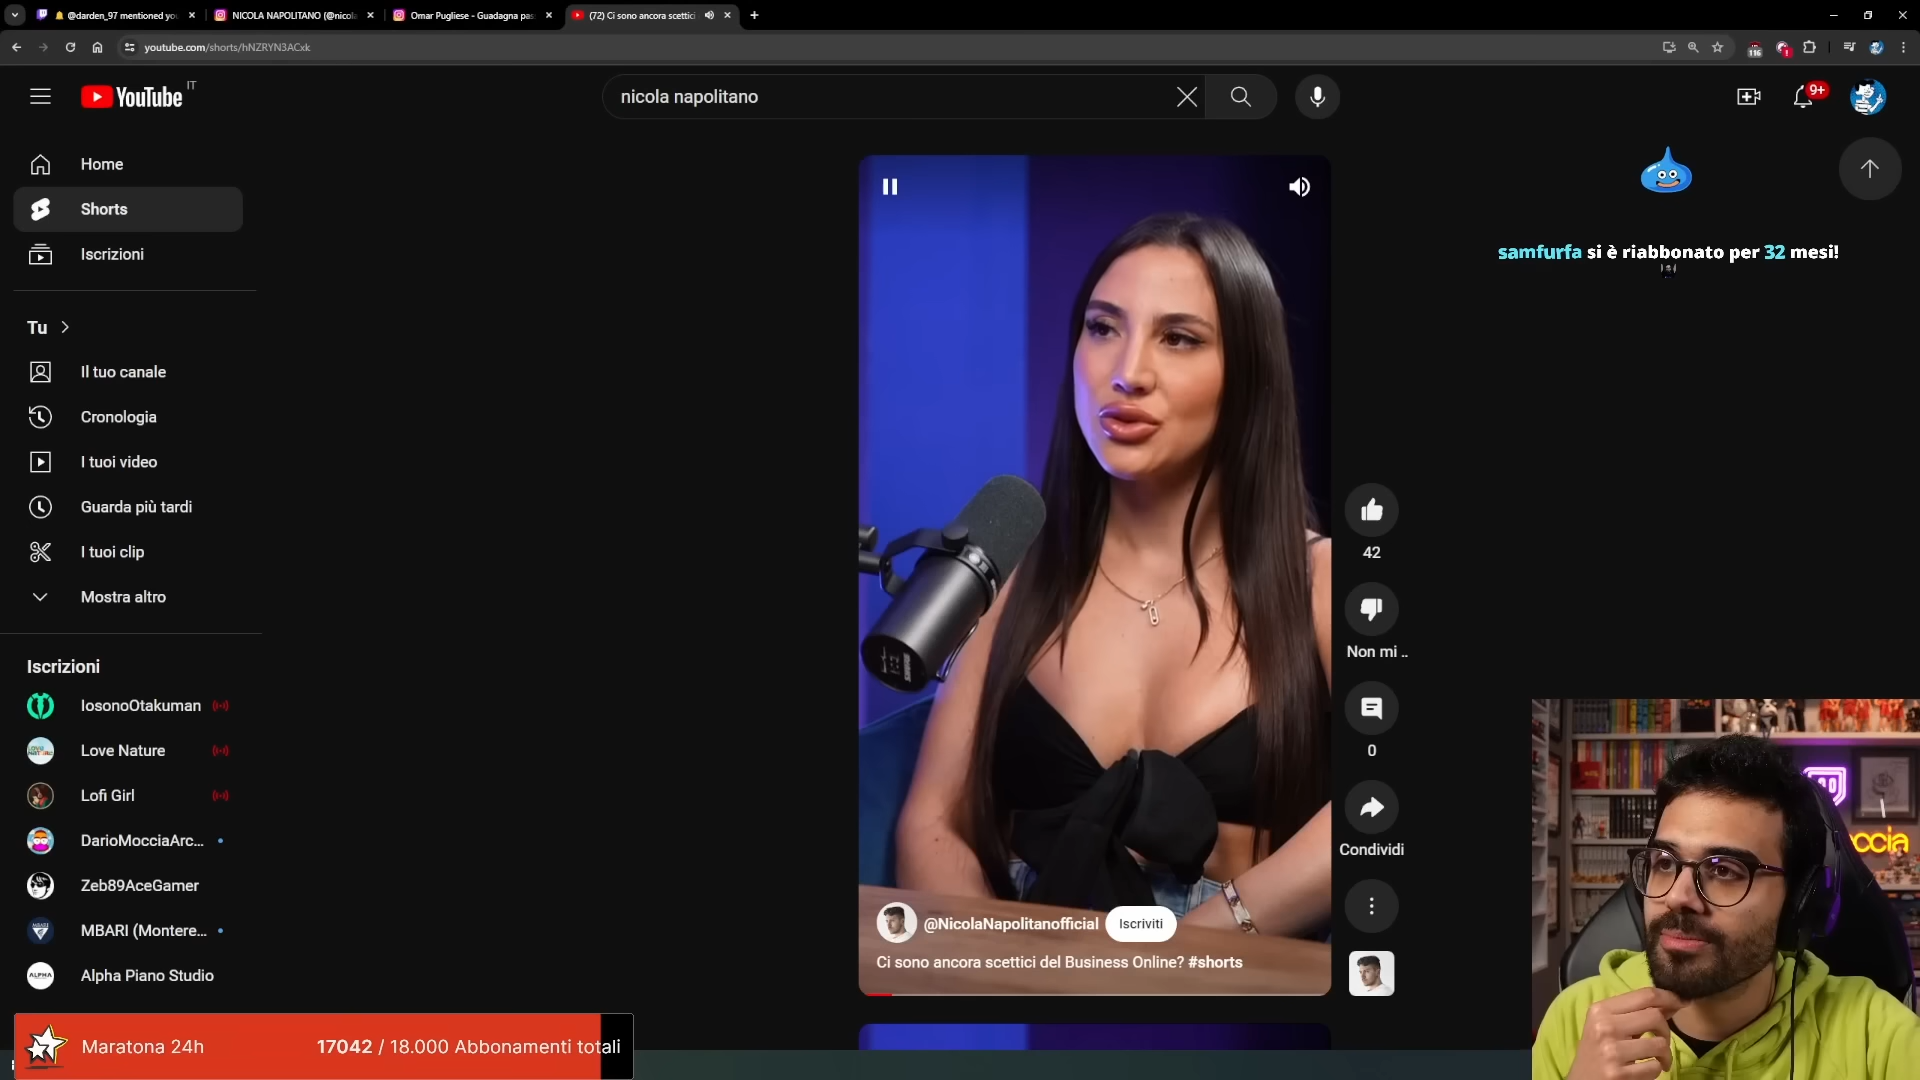 @darden_97 mentioned yo
NICOLA NAPOLITANO (@nicol
Omar Pugliese - Guadagna pas
(72) Ci sono ancora scettici
youtube.com/shorts/hNZRYN3ACxk
116
YouTube
IT
nicola napolitano
9+
Home
Shorts
Iscrizioni
Tu
Il tuo canale
Cronologia
I tuoi video
Guarda più tardi
I tuoi clip
Mostra altro
Iscrizioni
IosonoOtakuman
Love Nature
Lofi Girl
DarioMocciaArc...
Zeb89AceGamer
MBARI (Montere...
Alpha Piano Studio
samfurfa si è riabbonato per 32 mesi!
42
Non mi ..
0
Condividi
@NicolaNapolitanofficial
Iscriviti
Ci sono ancora scettici del Business Online? #shorts
Maratona 24h
17042 / 18.000 Abbonamenti totali
occia